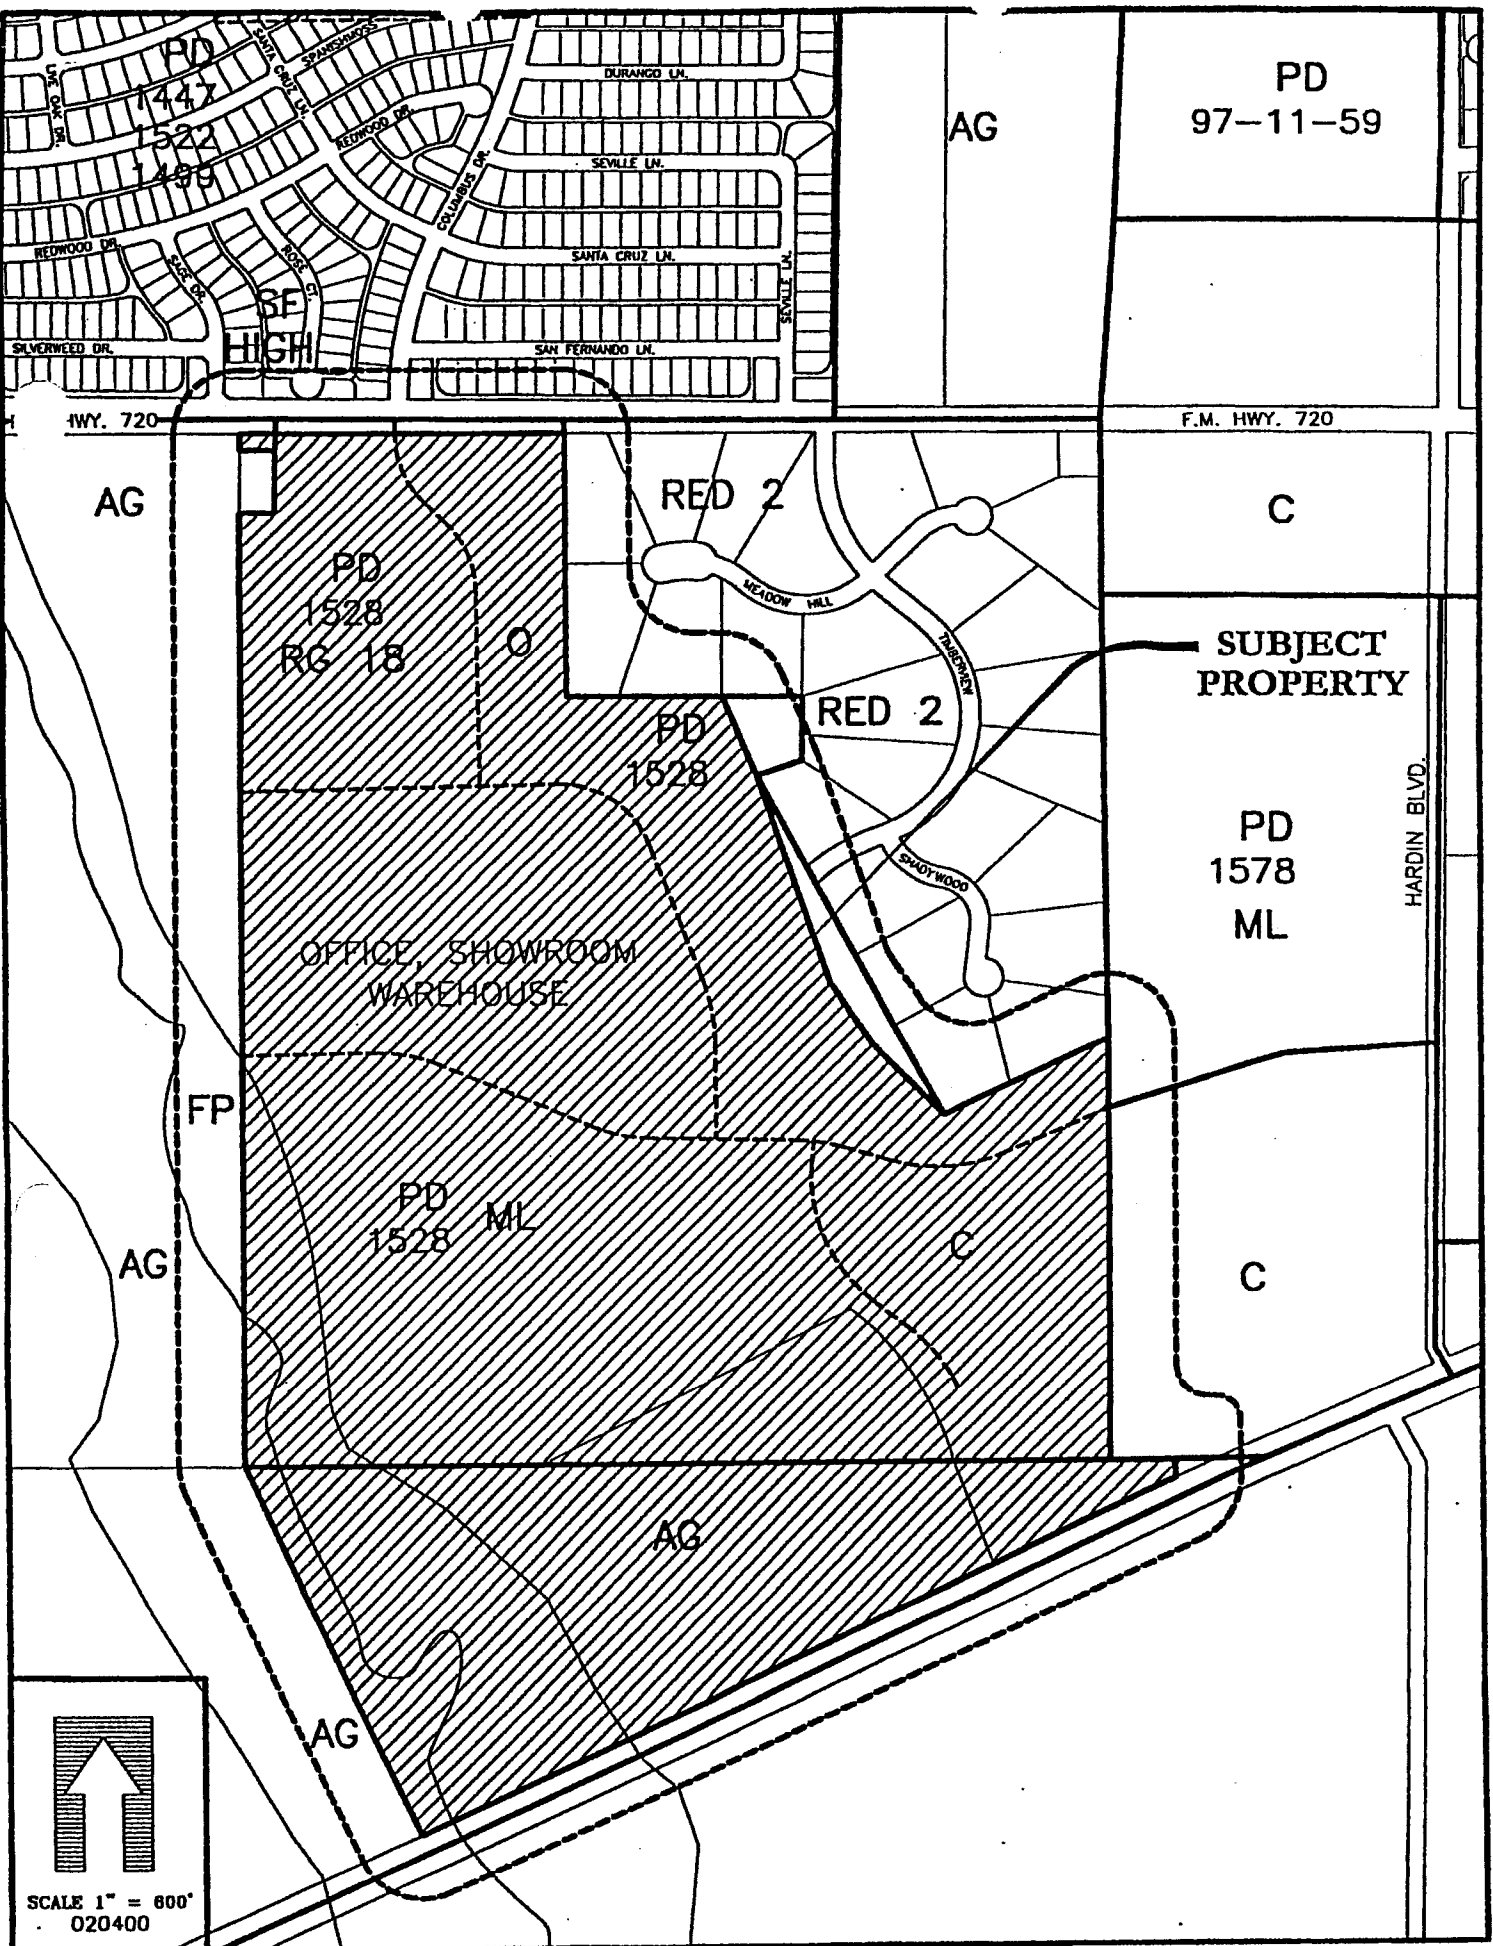 PD
1447
1522
1499
LIVE OAK DR.
SANTA CRUZ LN.
SPANISHMOSS
REDWOOD DR.
COLUMBUS DR.
DURANGO LN.
SEVILLE LN.
SANTA CRUZ LN.
SEVILLE LN.
REDWOOD DR.
SAGE DR.
ROSE CT.
SF
HIGH
SILVERWEED DR.
SAN FERNANDO LN.
AG
PD
97-11-59
HWY. 720
F.M. HWY. 720
AG
PD
1528
RG 18
O
RED 2
MEADOW HILL
TIMBERVIEW
C
SUBJECT
PROPERTY
PD
1528
RED 2
SHADYWOOD
PD
1578
ML
HARDIN BLVD.
OFFICE, SHOWROOM
WAREHOUSE
FP
PD
1528
ML
C
AG
C
AG
AG
SCALE 1" = 600'
020400